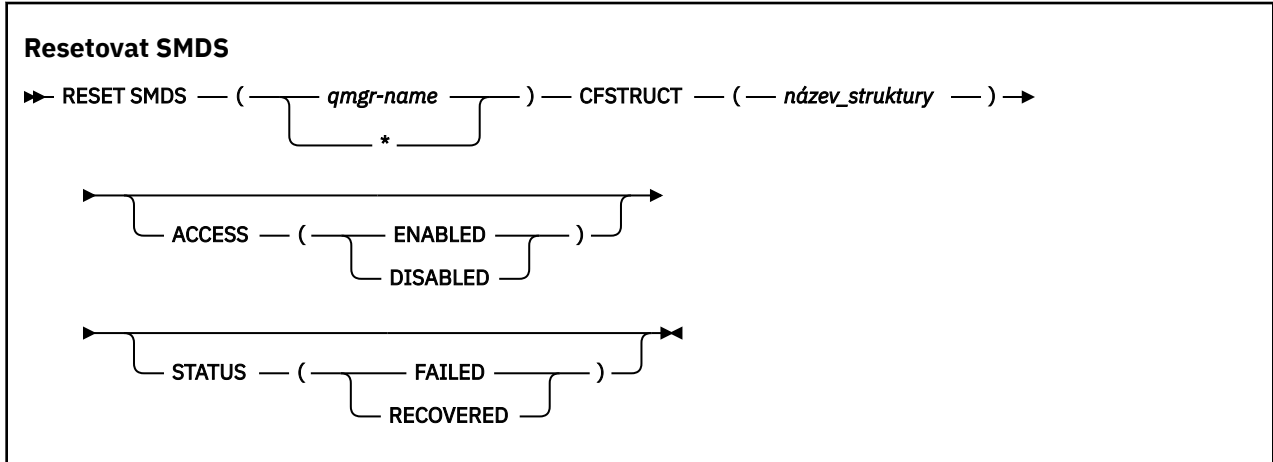 Resetovat SMDS
RESET SMDS ( qmgr-name ) CFSTRUCT ( název_struktury )
*
ACCESS ( ENABLED )
DISABLED
STATUS ( FAILED )
RECOVERED